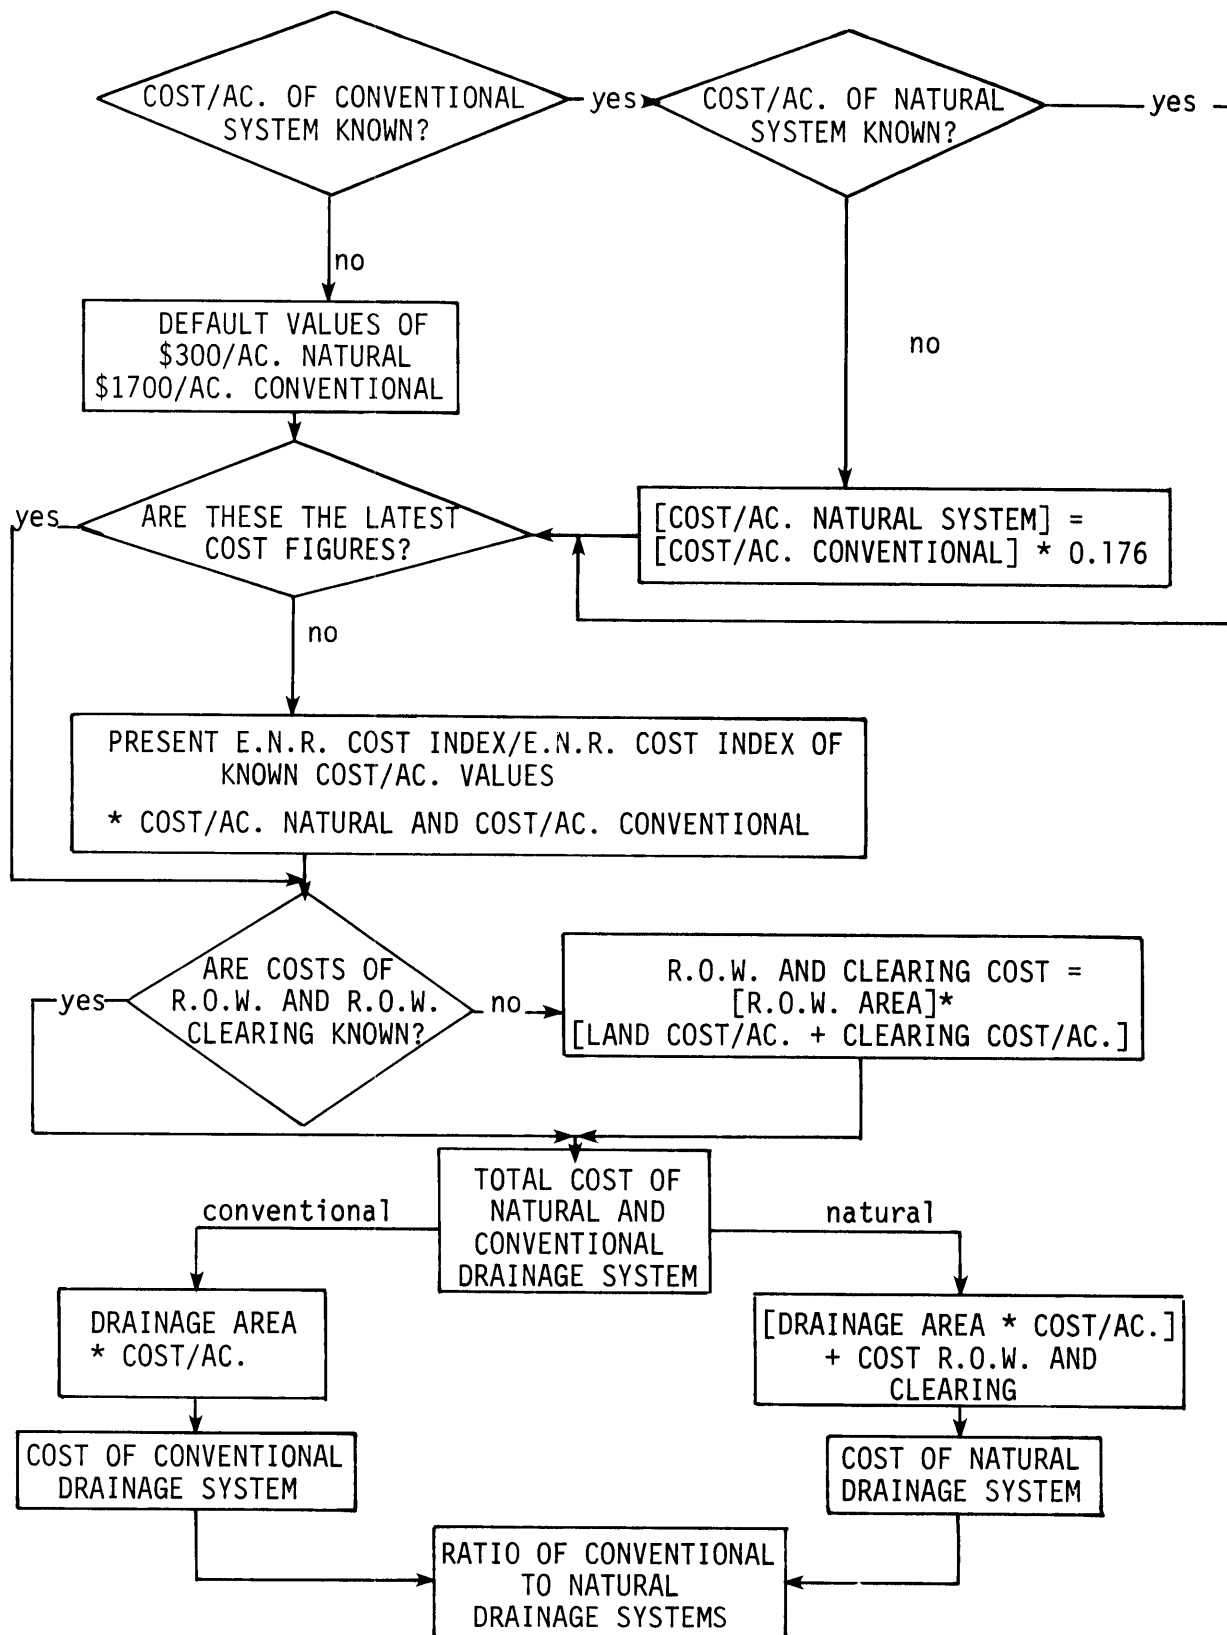 COST/AC. OF CONVENTIONAL
SYSTEM KNOWN?
yes
COST/AC. OF NATURAL
SYSTEM KNOWN?
yes
no
no
DEFAULT VALUES OF
$300/AC. NATURAL
$1700/AC. CONVENTIONAL
yes
ARE THESE THE LATEST
COST FIGURES?
[COST/AC. NATURAL SYSTEM] =
[COST/AC. CONVENTIONAL] * 0.176
no
PRESENT E.N.R. COST INDEX/E.N.R. COST INDEX OF
KNOWN COST/AC. VALUES
* COST/AC. NATURAL AND COST/AC. CONVENTIONAL
yes
ARE COSTS OF
R.O.W. AND R.O.W.
CLEARING KNOWN?
no
R.O.W. AND CLEARING COST =
[R.O.W. AREA]*
[LAND COST/AC. + CLEARING COST/AC.]
conventional
TOTAL COST OF
NATURAL AND
CONVENTIONAL
DRAINAGE SYSTEM
natural
DRAINAGE AREA
* COST/AC.
[DRAINAGE AREA * COST/AC.]
+ COST R.O.W. AND
CLEARING
COST OF CONVENTIONAL
DRAINAGE SYSTEM
COST OF NATURAL
DRAINAGE SYSTEM
RATIO OF CONVENTIONAL
TO NATURAL
DRAINAGE SYSTEMS